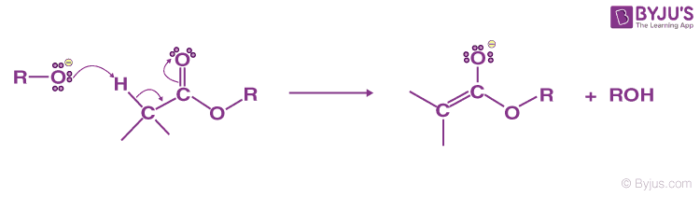 BYJU'S
The Learning App
R—O⊖ H O C C O R
O⊖ C C O R + ROH
© Byjus.com